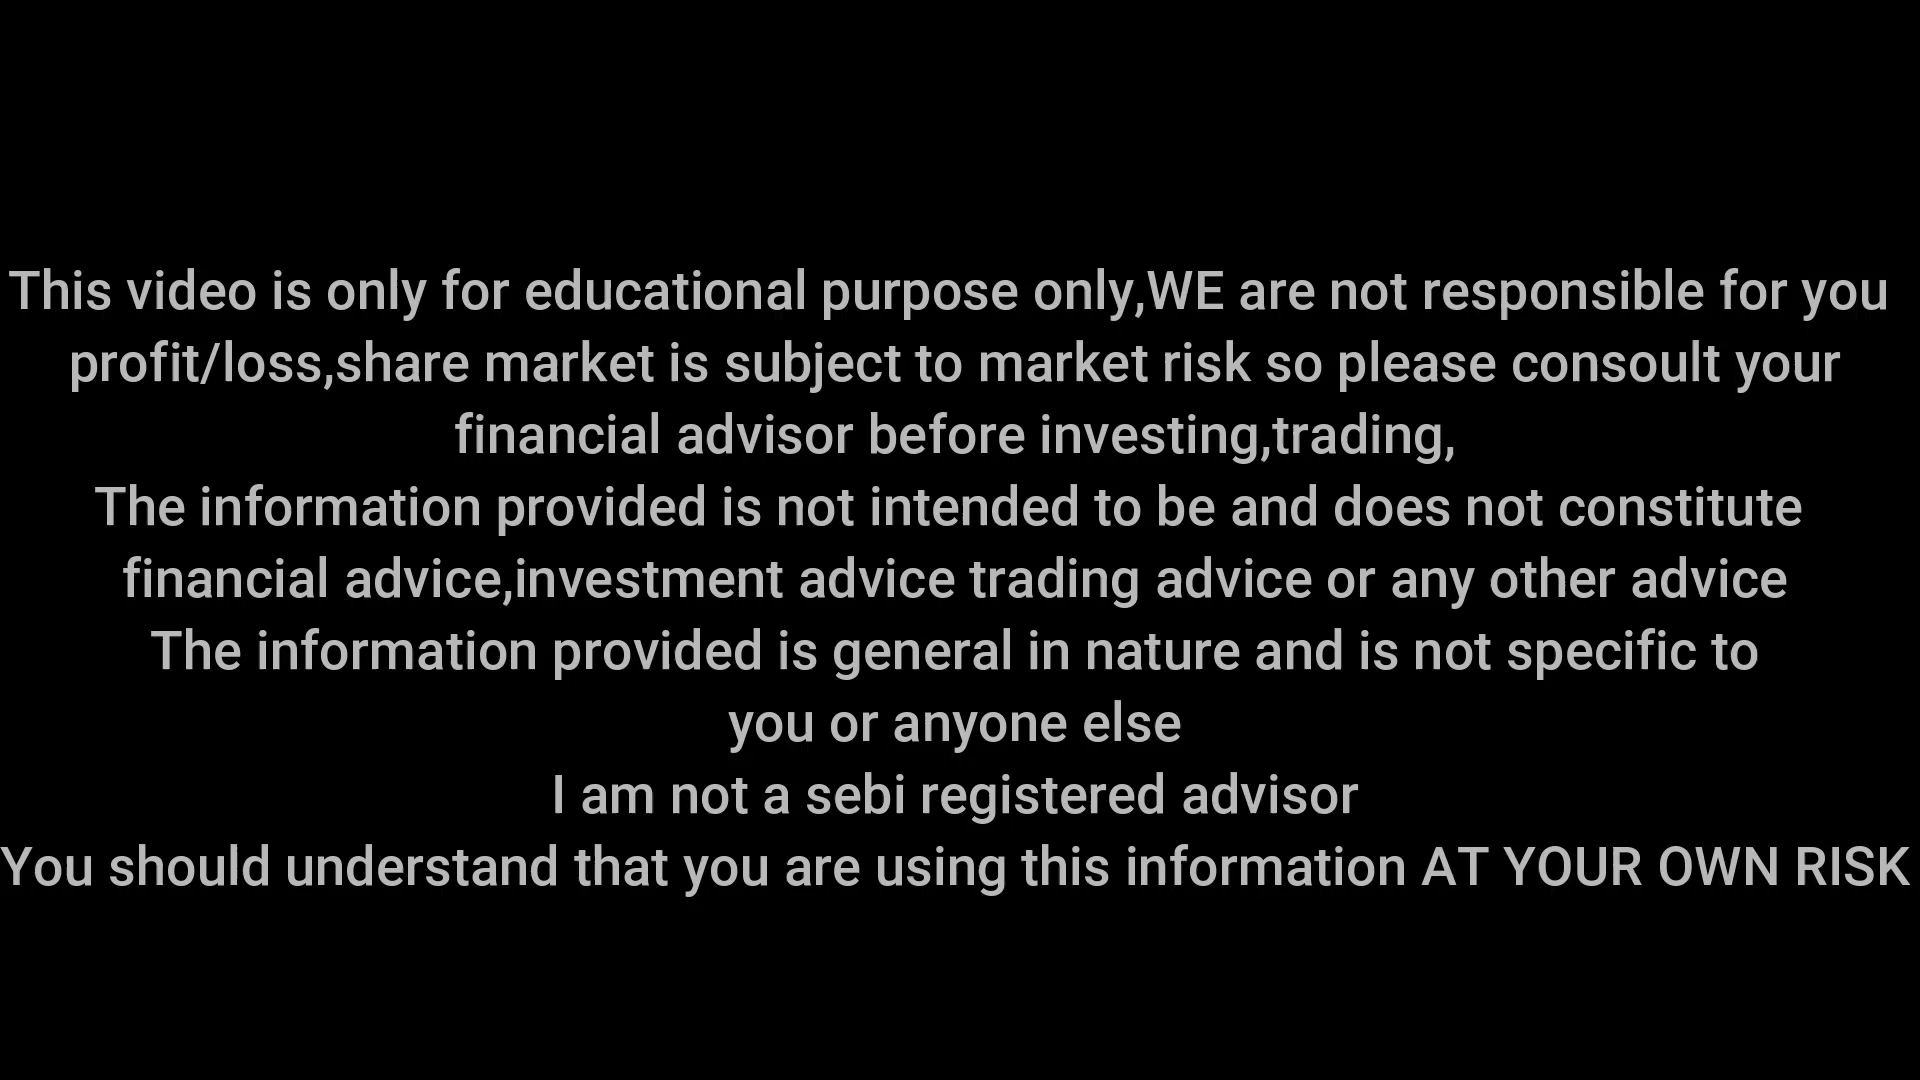 This video is only for educational purpose only,WE are not responsible for you
profit/loss,share market is subject to market risk so please consoult your
financial advisor before investing,trading,
The information provided is not intended to be and does not constitute
financial advice,investment advice trading advice or any other advice
The information provided is general in nature and is not specific to
you or anyone else
I am not a sebi registered advisor
You should understand that you are using this information AT YOUR OWN RISK